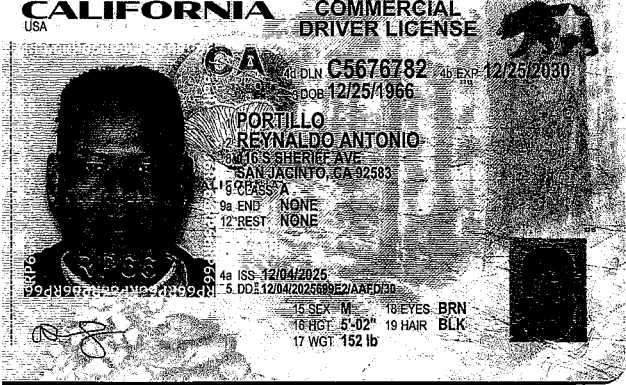 CALIFORNIA
USA
COMMERCIAL
DRIVER LICENSE
CA
4d DLN C5676782 4b EXP 12/25/2030
DOB 12/25/1966
PORTILLO
2 REYNALDO ANTONIO
S SHERIFF AVE
SAN JACINTO, CA 92583
9 CLASS A
9a END NONE
12 REST NONE
4a ISS 12/04/2025
5 DD 12/04/2025699E2/AAFD/30
15 SEX M 18 EYES BRN
16 HGT 5'-02" 19 HAIR BLK
17 WGT 152 lb
RP66